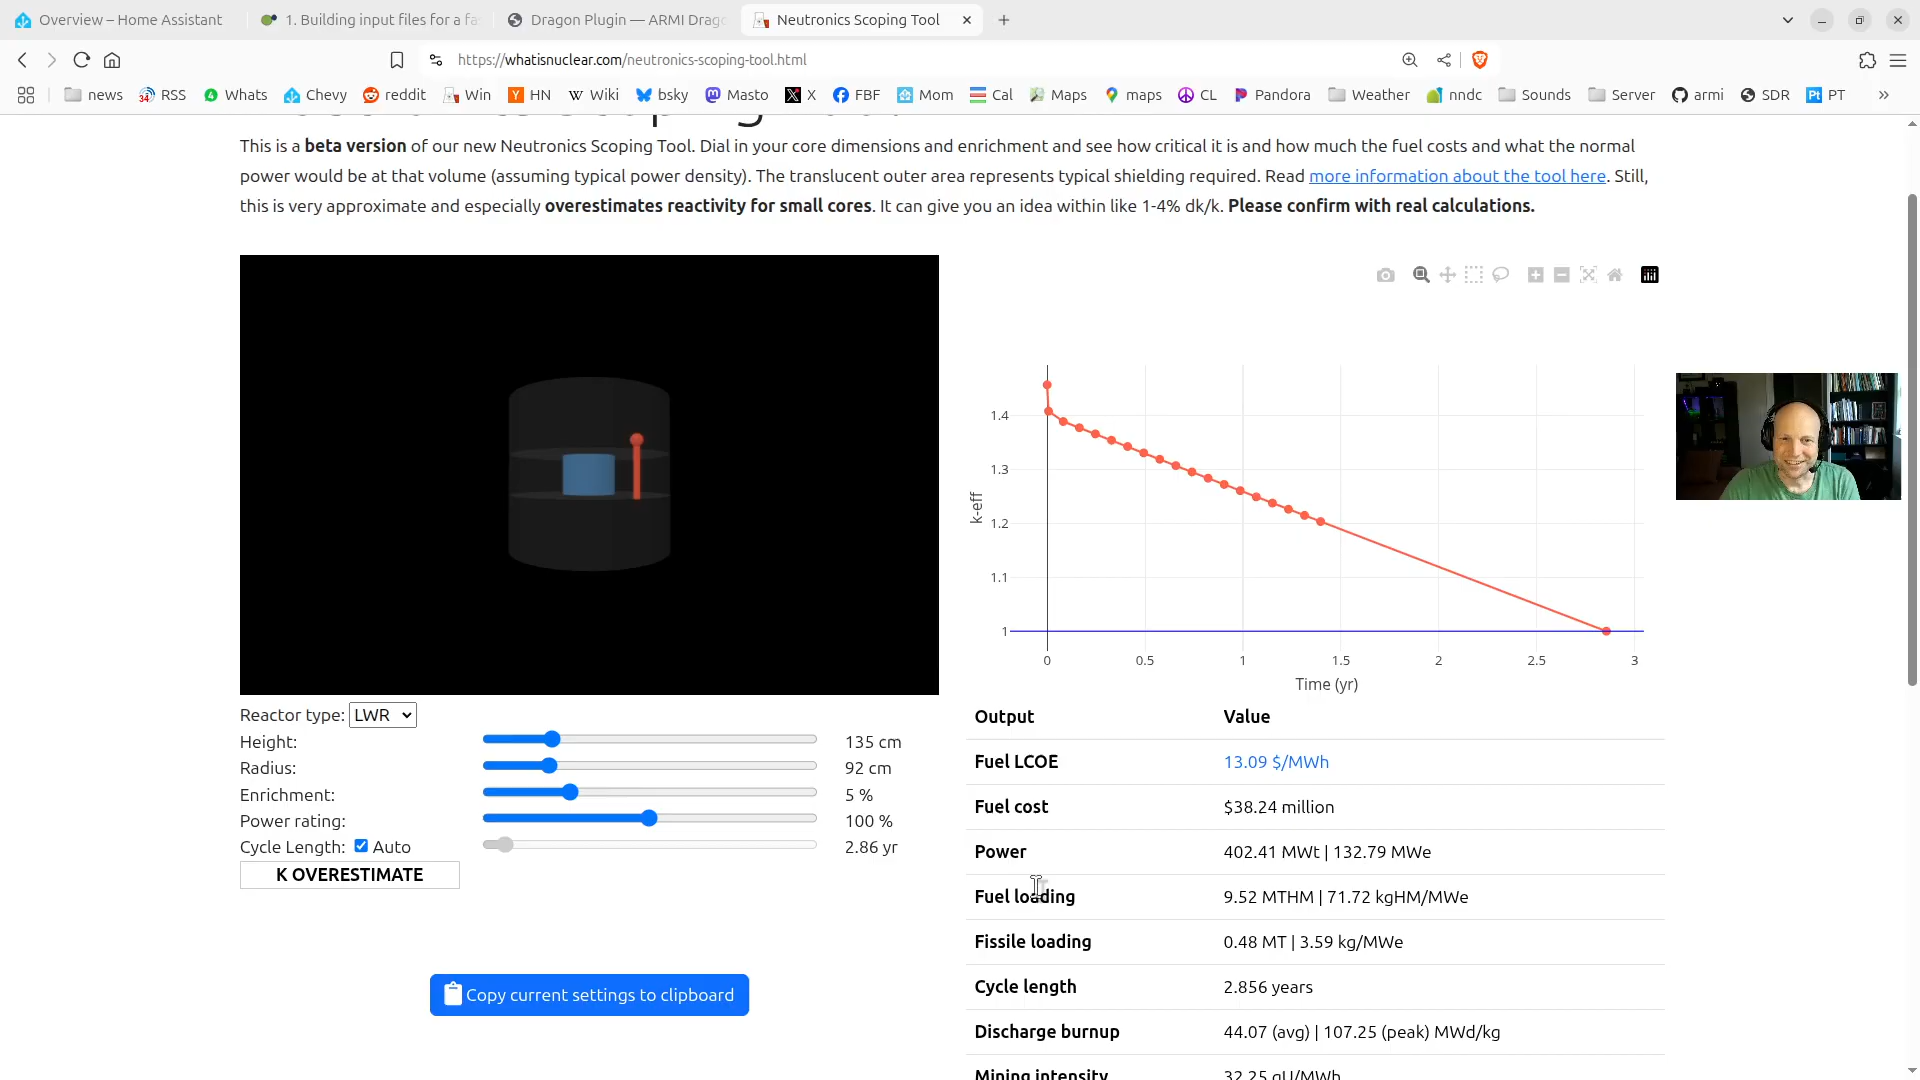 Overview – Home Assistant
1. Building input files for a fa
Dragon Plugin — ARMI Drago
Neutronics Scoping Tool
https://whatisnuclear.com/neutronics-scoping-tool.html
news RSS Whats Chevy reddit Win HN Wiki bsky Masto X FBF Mom Cal Maps maps CL Pandora Weather nndc Sounds Server armi SDR PT »
This is a beta version of our new Neutronics Scoping Tool. Dial in your core dimensions and enrichment and see how critical it is and how much the fuel costs and what the normal
power would be at that volume (assuming typical power density). The translucent outer area represents typical shielding required. Read more information about the tool here. Still,
this is very approximate and especially overestimates reactivity for small cores. It can give you an idea within like 1-4% dk/k. Please confirm with real calculations.
1.4
1.3
1.2
1.1
1
k-eff
0 0.5 1 1.5 2 2.5 3
Time (yr)
Reactor type: LWR
Height: 135 cm
Radius: 92 cm
Enrichment: 5 %
Power rating: 100 %
Cycle Length: Auto 2.86 yr
K OVERESTIMATE
Copy current settings to clipboard
Output Value
Fuel LCOE 13.09 $/MWh
Fuel cost $38.24 million
Power 402.41 MWt | 132.79 MWe
Fuel loading 9.52 MTHM | 71.72 kgHM/MWe
Fissile loading 0.48 MT | 3.59 kg/MWe
Cycle length 2.856 years
Discharge burnup 44.07 (avg) | 107.25 (peak) MWd/kg
Mining intensity 32.25 gU/MWh